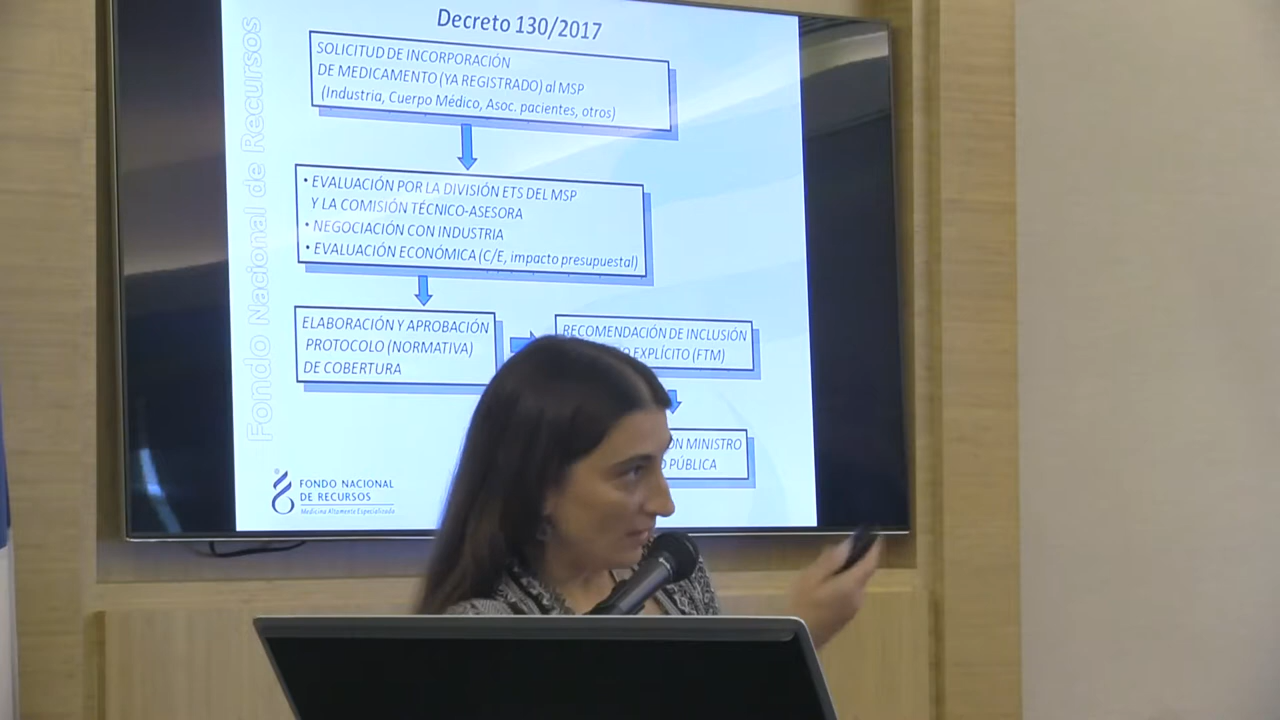 Decreto 130/2017
SOLICITUD DE INCORPORACIÓN
DE MEDICAMENTO (YA REGISTRADO) al MSP
(Industria, Cuerpo Médico, Asoc. pacientes, otros)
• EVALUACIÓN POR LA DIVISIÓN ETS DEL MSP
Y LA COMISIÓN TÉCNICO-ASESORA
• NEGOCIACIÓN CON INDUSTRIA
• EVALUACIÓN ECONÓMICA (C/E, impacto presupuestal)
ELABORACIÓN Y APROBACIÓN
PROTOCOLO (NORMATIVA)
DE COBERTURA
RECOMENDACIÓN DE INCLUSIÓN
EXPLÍCITO (FTM)
MINISTRO
PÚBLICA
Fondo Nacional de Recursos
FONDO NACIONAL
DE RECURSOS
Medicina Altamente Especializada